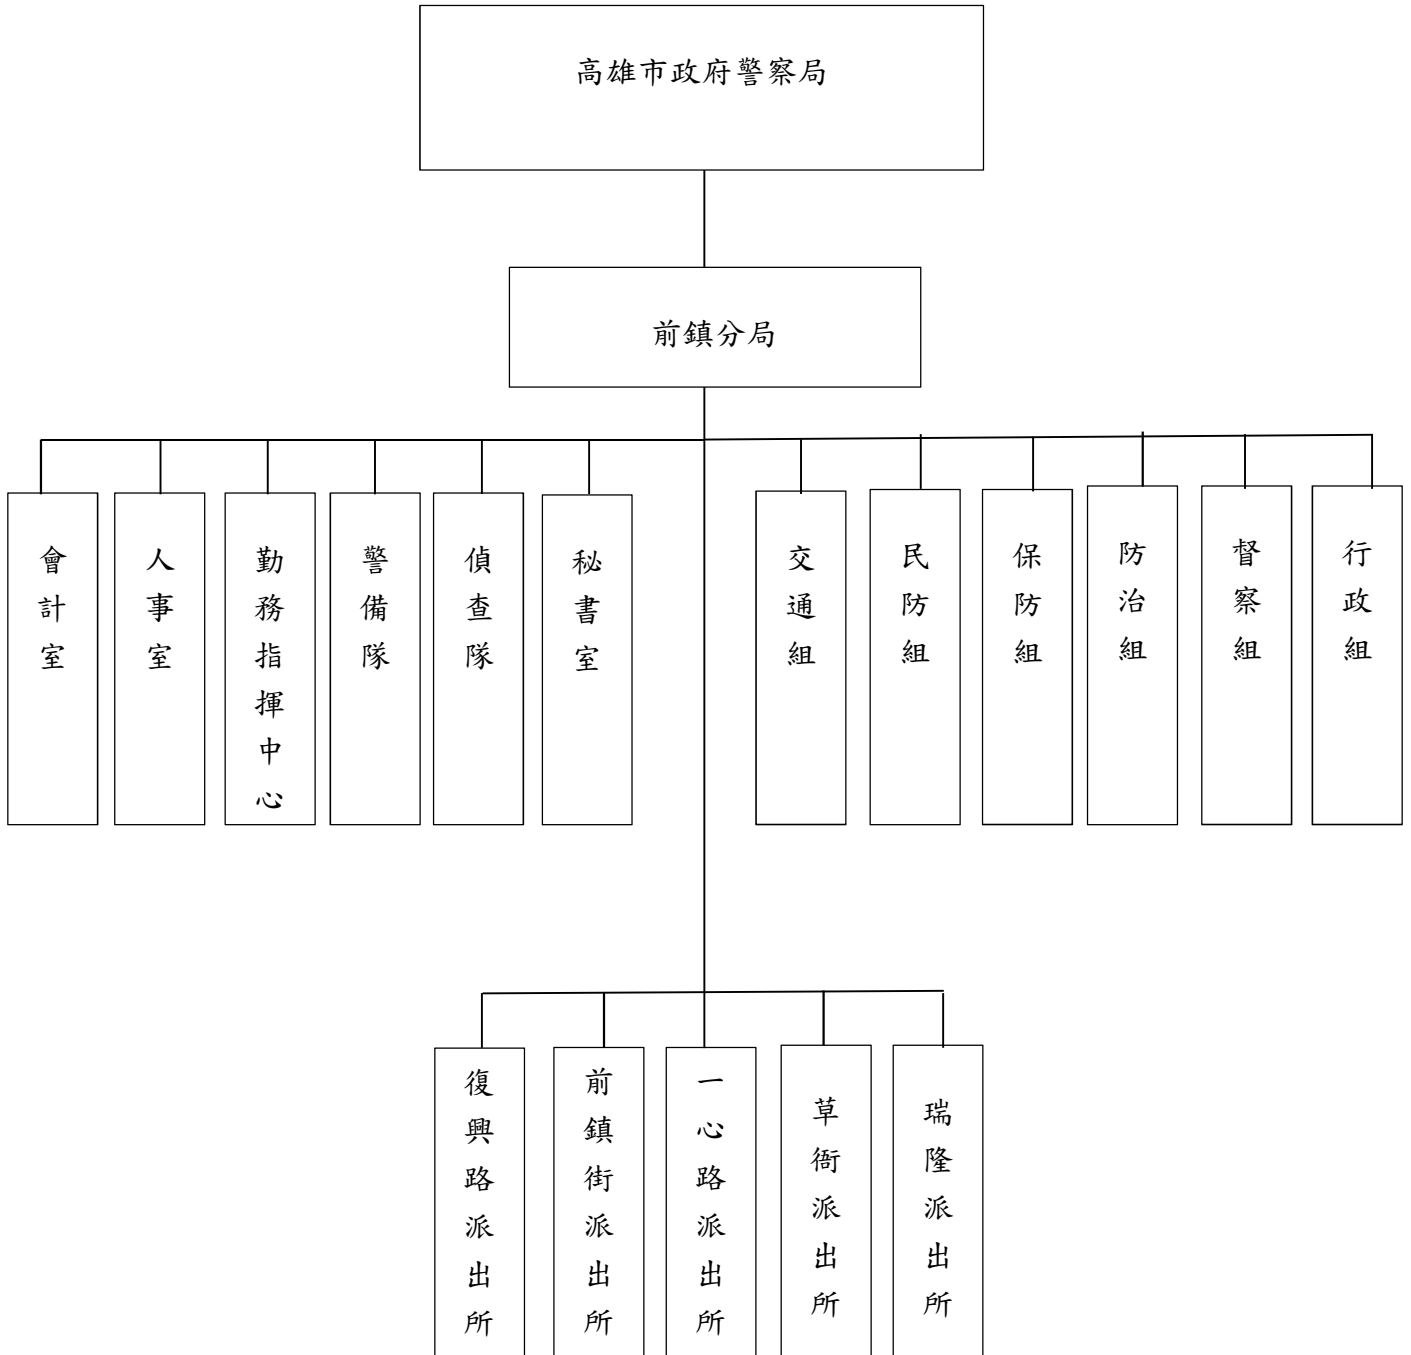 高雄市政府警察局
前鎮分局
會計室
人事室
勤務指揮中心
警備隊
偵查隊
秘書室
交通組
民防組
保防組
防治組
督察組
行政組
復興路派出所
前鎮街派出所
一心路派出所
草衙派出所
瑞隆派出所